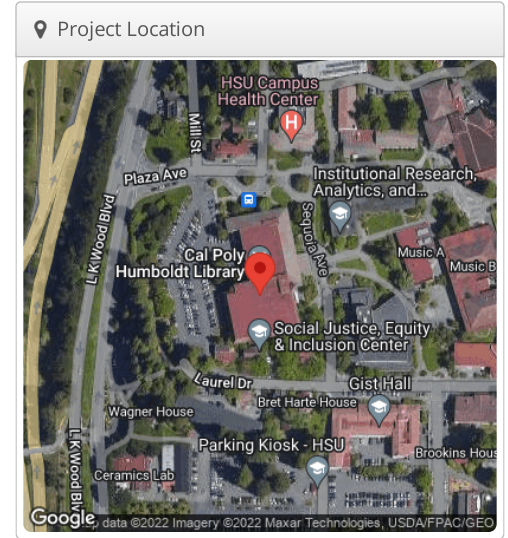 Project Location
HSU Campus
Health Center
Mill St
Plaza Ave
Institutional Research,
Analytics, and...
L K Wood Blvd
Sequoia Ave
Cal Poly
Humboldt Library
Music A
Music B
Social Justice, Equity
& Inclusion Center
Laurel Dr
Gist Hall
Bret Harte House
Wagner House
Parking Kiosk - HSU
Brookins Hous
L K Wood Blv
Ceramics Lab
Google
p data ©2022 Imagery ©2022 Maxar Technologies, USDA/FPAC/GEO